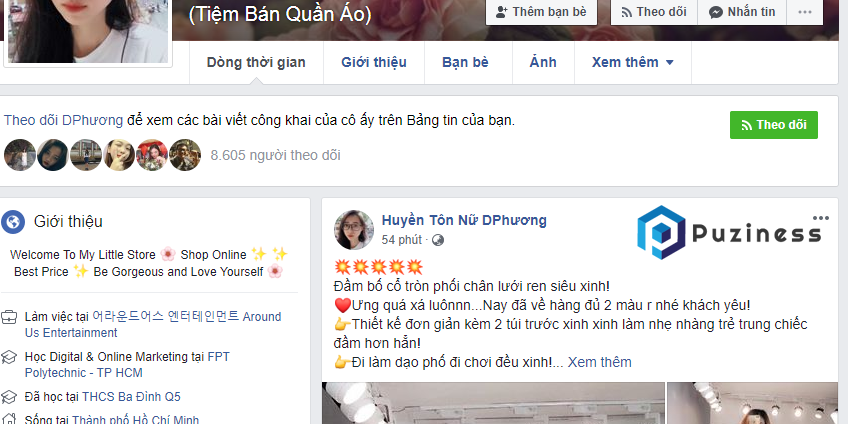 (Tiệm Bán Quần Áo)
Thêm bạn bè
Theo dõi
Nhắn tin
Dòng thời gian
Giới thiệu
Bạn bè
Ảnh
Xem thêm
Theo dõi DPhương để xem các bài viết công khai của cô ấy trên Bảng tin của bạn.
Theo dõi
8.605 người theo dõi
Giới thiệu
Welcome To My Little Store 🌸 Shop Online ✨ ✨
Best Price ✨ Be Gorgeous and Love Yourself 🌸
Làm việc tại 어라운드어스 엔터테인먼트 Around
Us Entertainment
Học Digital & Online Marketing tại FPT
Polytechnic - TP HCM
Đã học tại THCS Ba Đình Q5
Sống tại Thành phố Hồ Chí Minh
Huyền Tôn Nữ DPhương
54 phút ·
Puziness
💥💥💥💥💥
Đầm bố cổ tròn phối chân lưới ren siêu xinh!
❤️Ưng quá xá luônnn...Nay đã về hàng đủ 2 màu r nhé khách yêu!
👉Thiết kế đơn giản kèm 2 túi trước xinh xinh làm nhẹ nhàng trẻ trung chiếc
đầm hơn hẳn!
👉Đi làm dạo phố đi chơi đều xinh!... Xem thêm